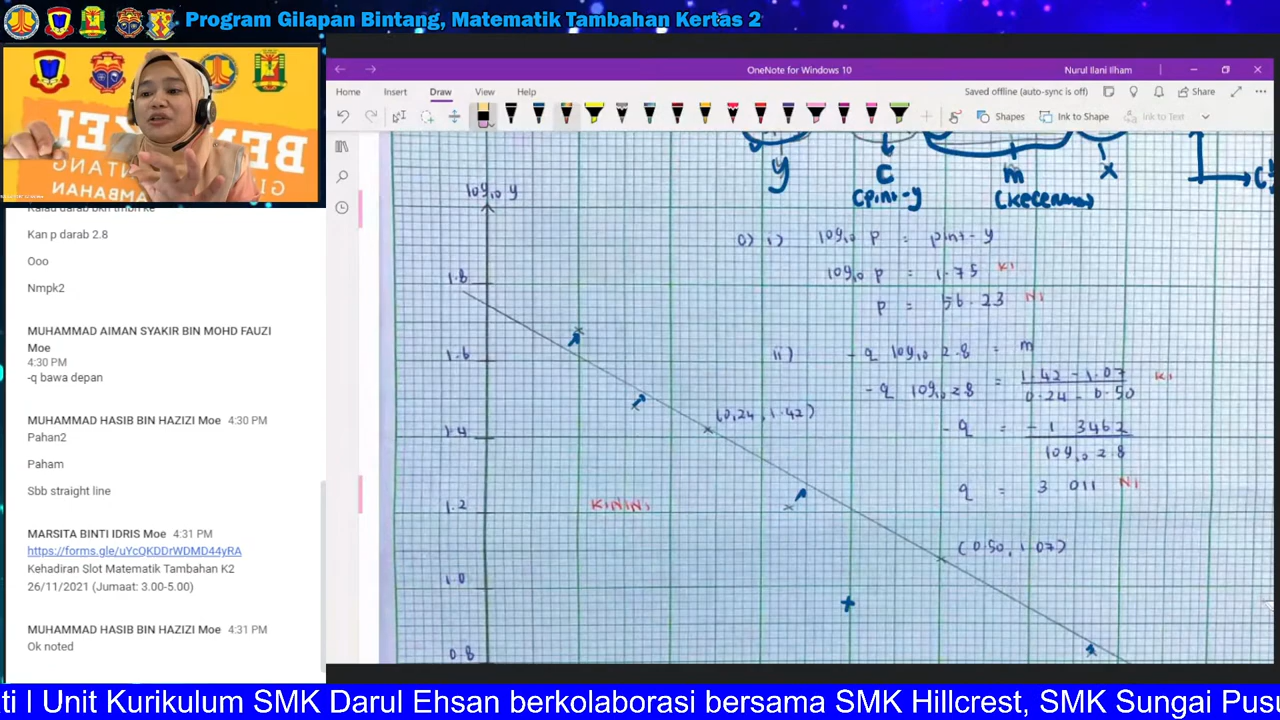 Program Gilapan Bintang, Matematik Tambahan Kertas 2
OneNote for Windows 10
Nurul Ilani Ilham
Home Insert Draw View Help
Saved offline (auto-sync is off)
Share
Shapes
Ink to Shape
Ink to Text
Kan p darab 2.8
Ooo
Nmpk2
MUHAMMAD AIMAN SYAKIR BIN MOHD FAUZI
Moe
4:30 PM
-q bawa depan
MUHAMMAD HASIB BIN HAZIZI Moe 4:30 PM
Pahan2
Paham
Sbb straight line
MARSITA BINTI IDRIS Moe 4:31 PM
https://forms.gle/uYcQKDDrWDMD44yRA
Kehadiran Slot Matematik Tambahan K2
26/11/2021 (Jumaat: 3.00-5.00)
MUHAMMAD HASIB BIN HAZIZI Moe 4:31 PM
Ok noted
y
c
(pint-y
m
(kecerunan)
x
log10 y
1.8
1.6
1.4
1.2
1.0
0.8
(0.24, 1.42)
(0.50, 1.07)
K1N1N1
i) log10 p = pint-y
log10 p = 1.75 K1
p = 56.23 N1
ii) -q log10 2.8 = m
-q log10 2.8 = 1.42 - 1.07 K1
0.24 - 0.50
-q = -1 3462
log10 2.8
q = 3 011 N1
ti I Unit Kurikulum SMK Darul Ehsan berkolaborasi bersama SMK Hillcrest, SMK Sungai Pusu